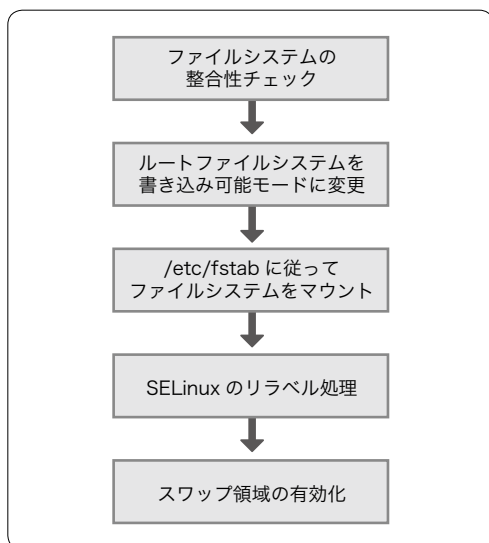 ファイルシステムの
整合性チェック
ルートファイルシステムを
書き込み可能モードに変更
/etc/fstab に従って
ファイルシステムをマウント
SELinux のリラベル処理
スワップ領域の有効化